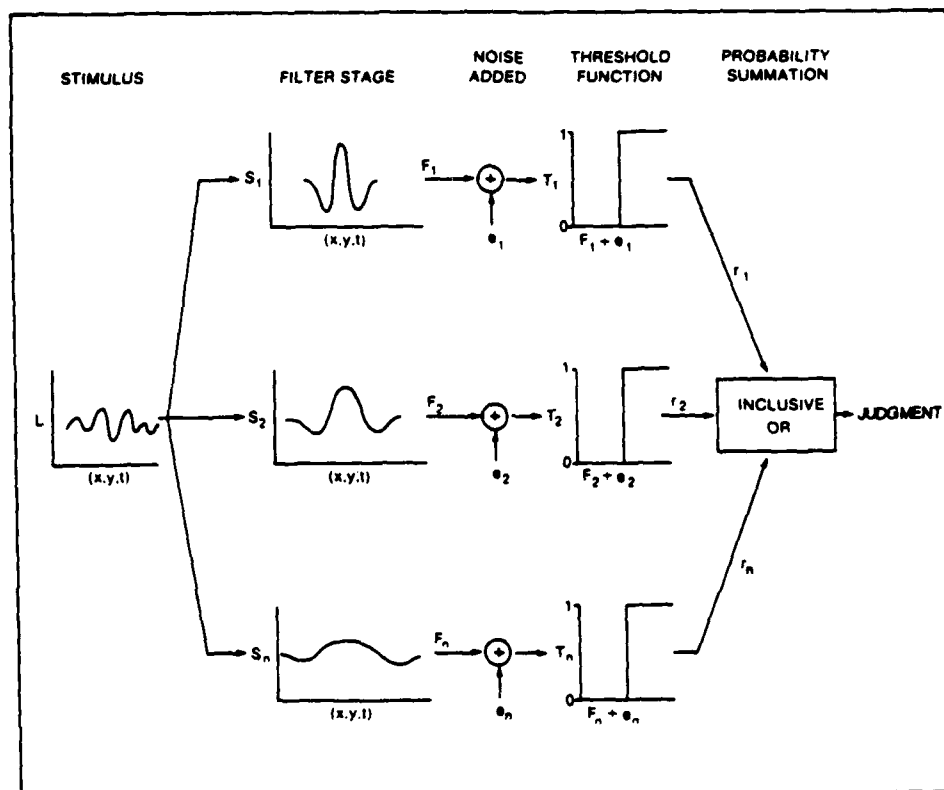 STIMULUS
FILTER STAGE
NOISE
ADDED
THRESHOLD
FUNCTION
PROBABILITY
SUMMATION
S1
(x,y,t)
F1
+
e1
T1
1
0
F1 + e1
r1
L
(x,y,t)
S2
(x,y,t)
F2
+
e2
T2
1
0
F2 + e2
r2
INCLUSIVE
OR
JUDGMENT
Sn
(x,y,t)
Fn
+
en
Tn
1
0
Fn + en
rn